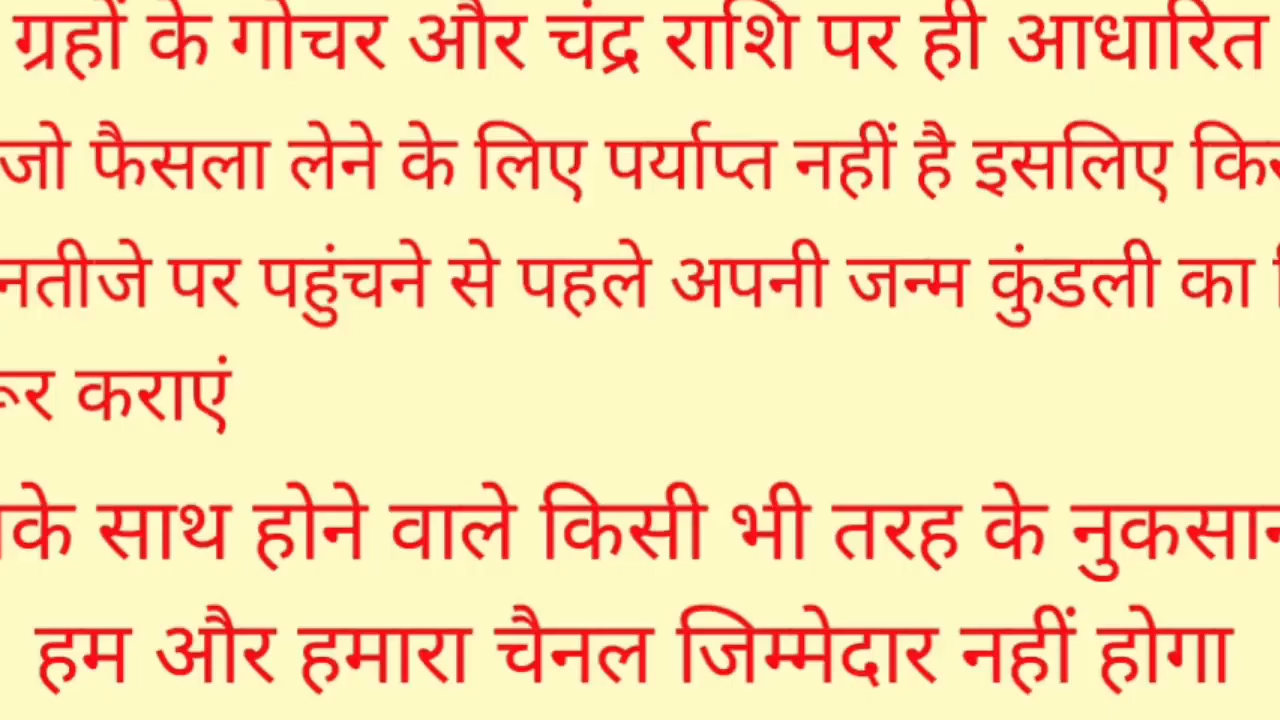 ग्रहों के गोचर और चंद्र राशि पर ही आधारित
जो फैसला लेने के लिए पर्याप्त नहीं है इसलिए
नतीजे पर पहुंचने से पहले अपनी जन्म कुंडली का
कराएं
साथ होने वाले किसी भी तरह के
हम और हमारा चैनल जिम्मेदार नहीं होगा